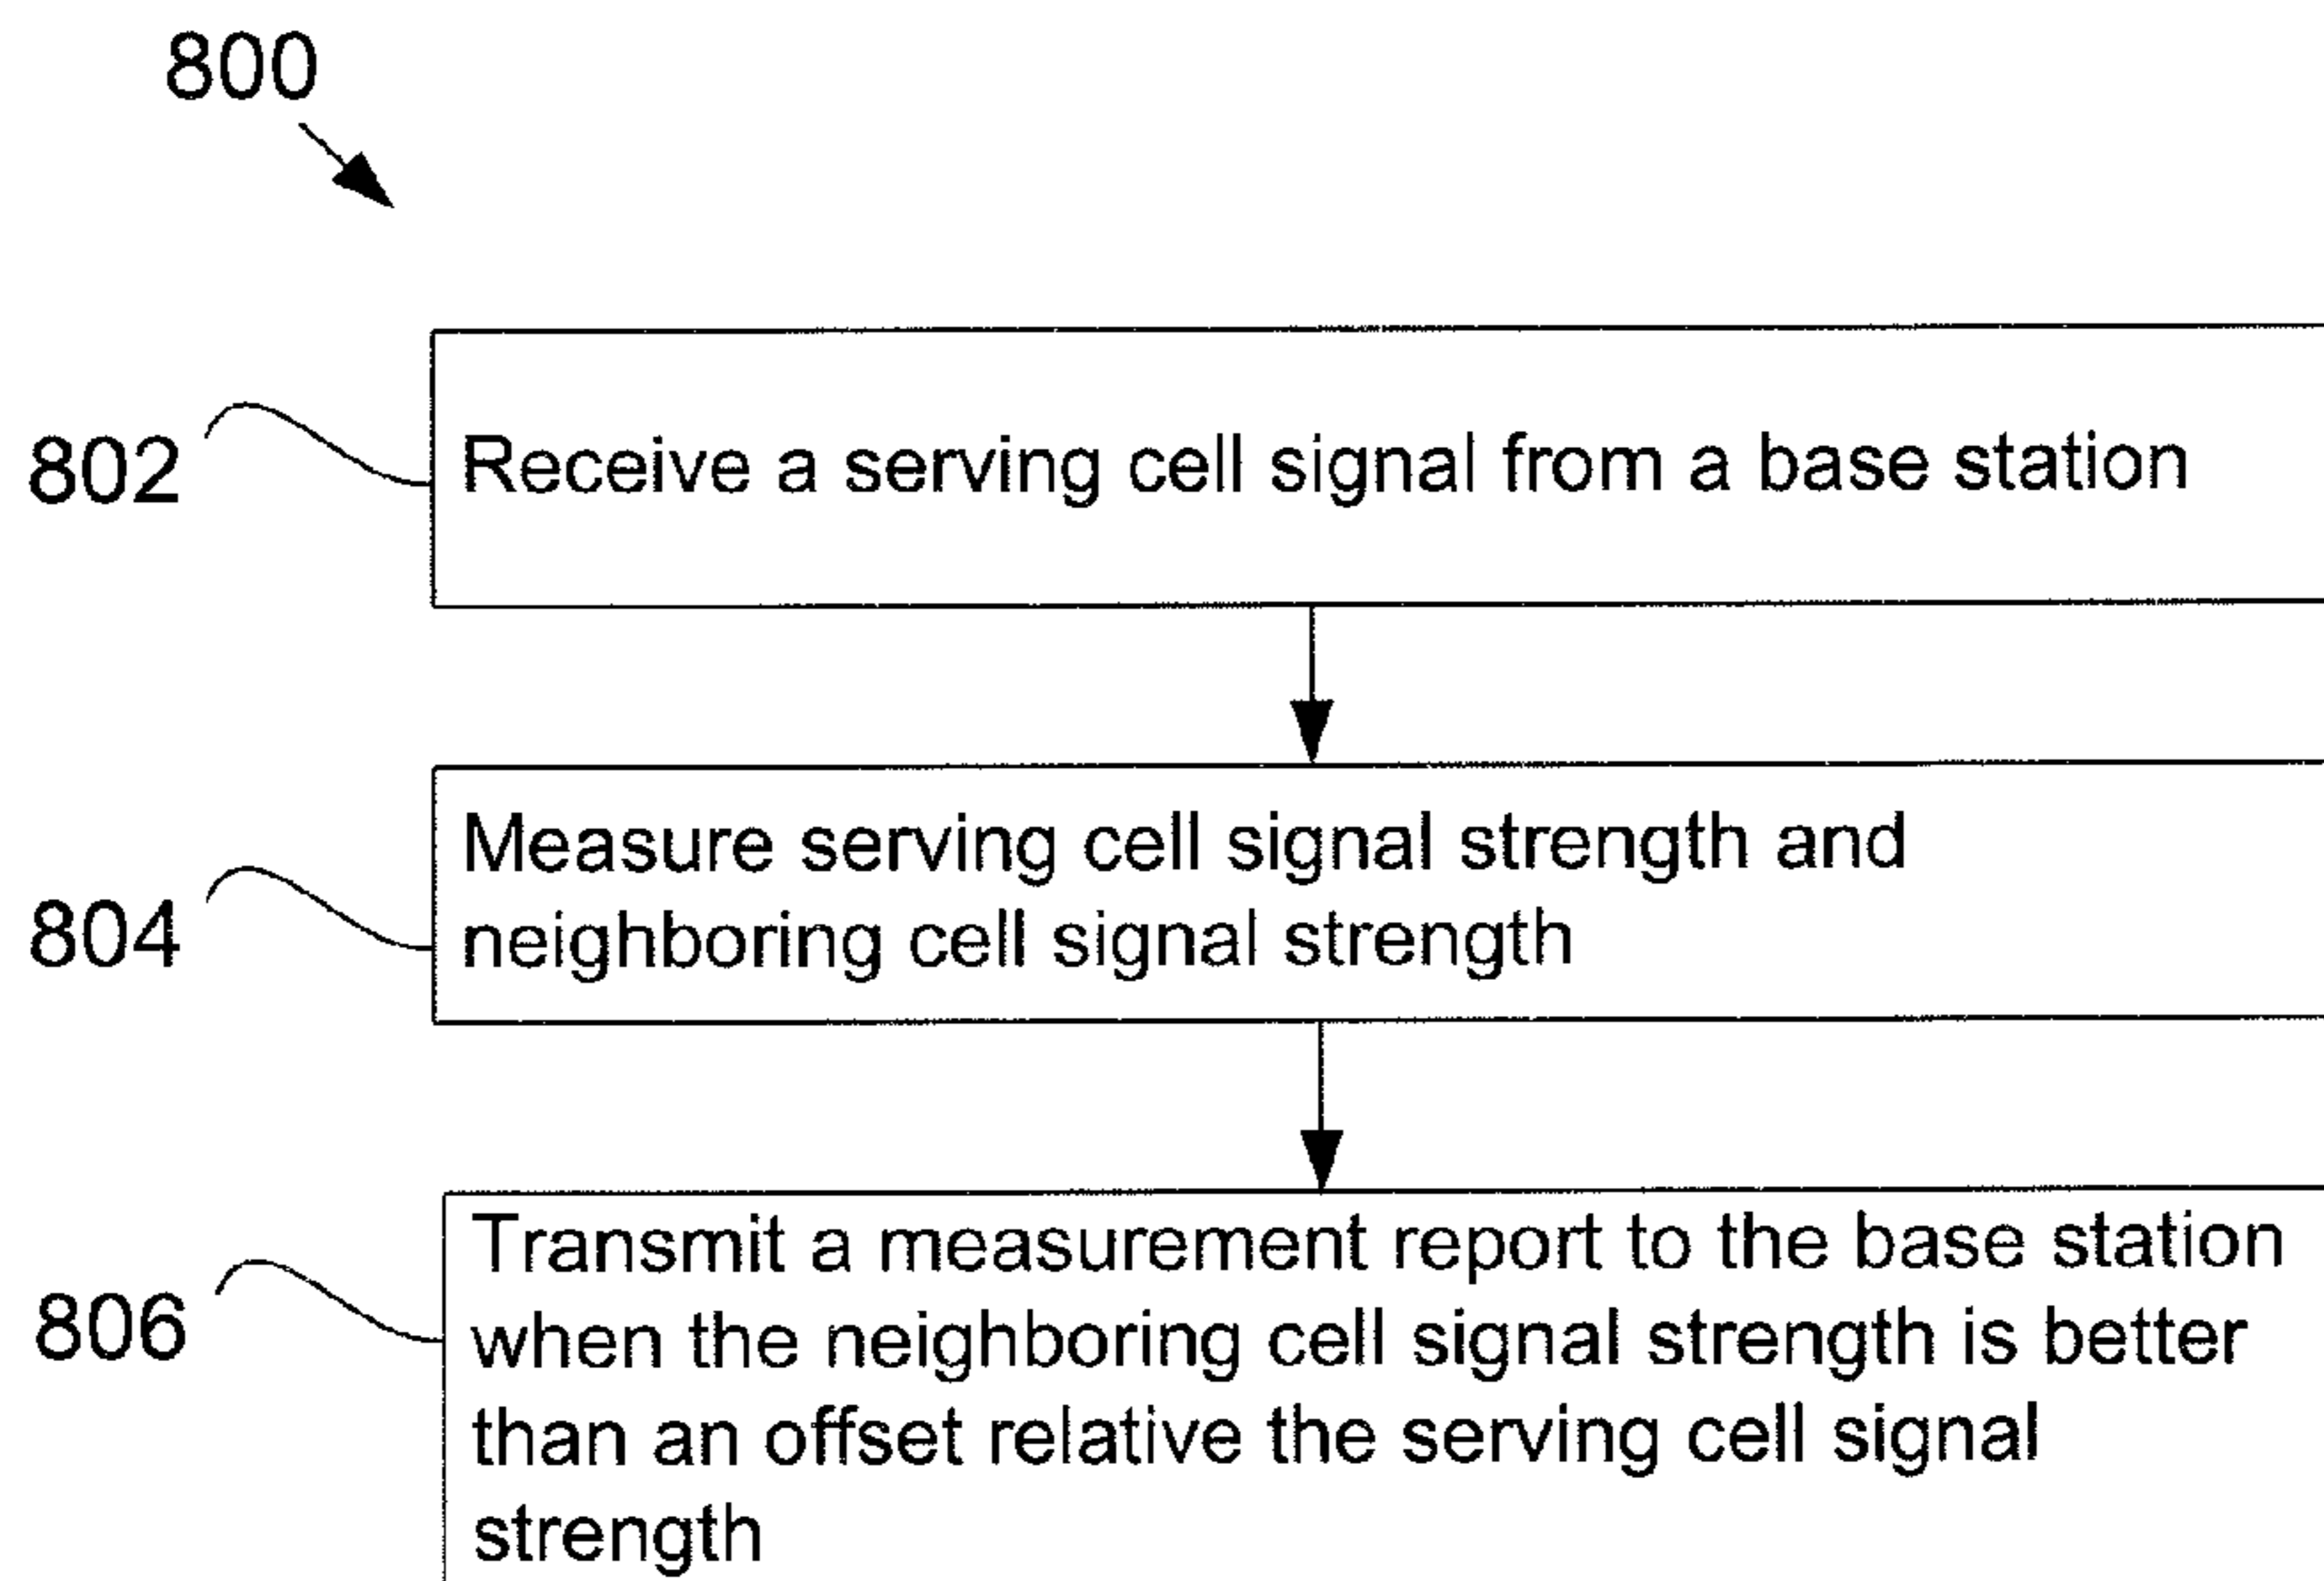 800
802
Receive a serving cell signal from a base station
804
Measure serving cell signal strength and
neighboring cell signal strength
806
Transmit a measurement report to the base station
when the neighboring cell signal strength is better
than an offset relative the serving cell signal
strength